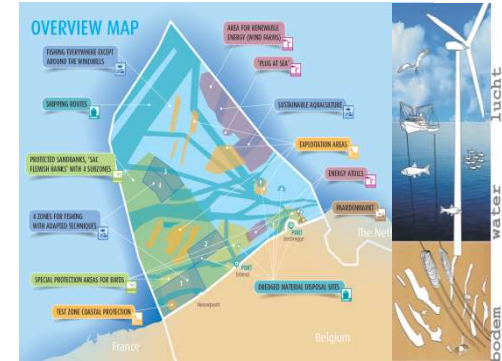 OVERVIEW MAP
AREA FOR RENEWABLE
ENERGY (WIND FARMS)
FISHING EVERYWHERE EXCEPT
AROUND THE WINDMILLS
'PLUG AT SEA'
SHIPPING ROUTES
SUSTAINABLE AQUACULTURE
EXPLOITATION AREAS
PROTECTED SANDBANKS, 'SAC
FLEMISH BANKS' WITH 4 SUBZONES
ENERGY ATOLLS
PAARDENMARKT
4 ZONES FOR FISHING
WITH ADAPTED TECHNIQUES
PORT
Zeebrugge
The Net
PORT
Ostend
SPECIAL PROTECTION AREAS FOR BIRDS
DREDGED MATERIAL DISPOSAL SITES
Nieuwpoort
TEST ZONE COASTAL PROTECTION
France
Belgium
2
1
lucht
water
bodem